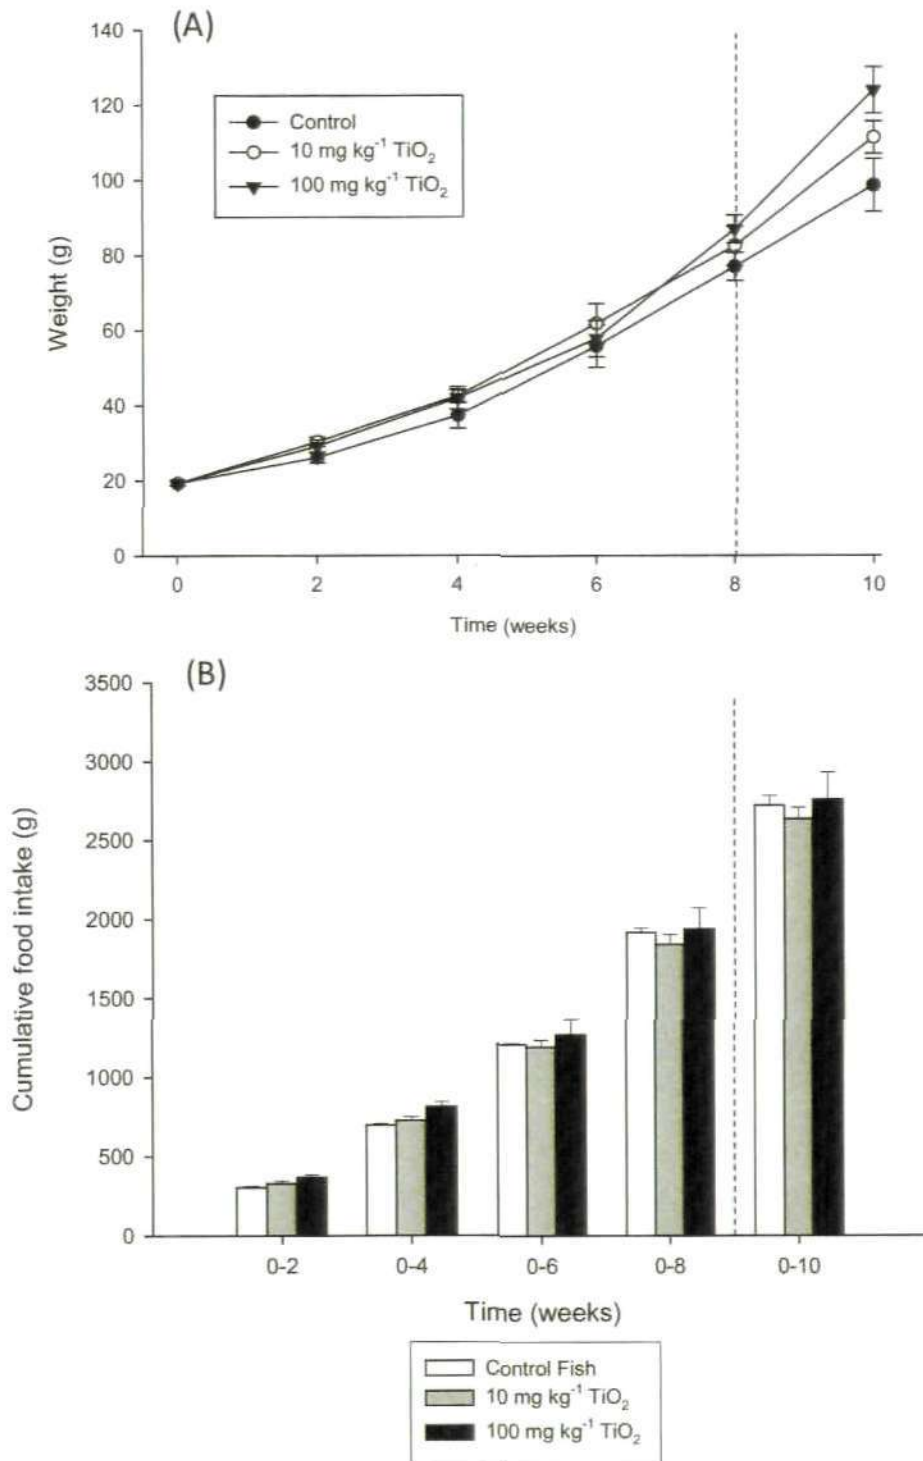 (A)
140
120
100
80
60
40
20
0
Weight (g)
Control
10 mg kg⁻¹ TiO₂
100 mg kg⁻¹ TiO₂
0 2 4 6 8 10
Time (weeks)
(B)
3500
3000
2500
2000
1500
1000
500
0
Cumulative food intake (g)
0-2 0-4 0-6 0-8 0-10
Time (weeks)
Control Fish
10 mg kg⁻¹ TiO₂
100 mg kg⁻¹ TiO₂